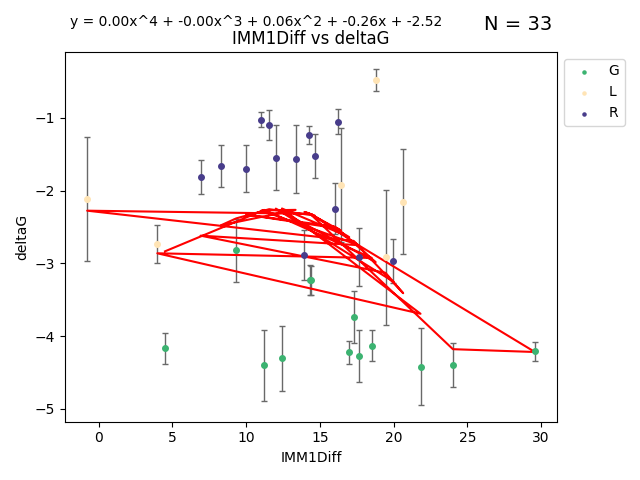 y = 0.00x^4 + -0.00x^3 + 0.06x^2 + -0.26x + -2.52
N = 33
IMM1Diff vs deltaG
G
L
R
−1
−2
−3
−4
−5
deltaG
0 5 10 15 20 25 30
IMM1Diff